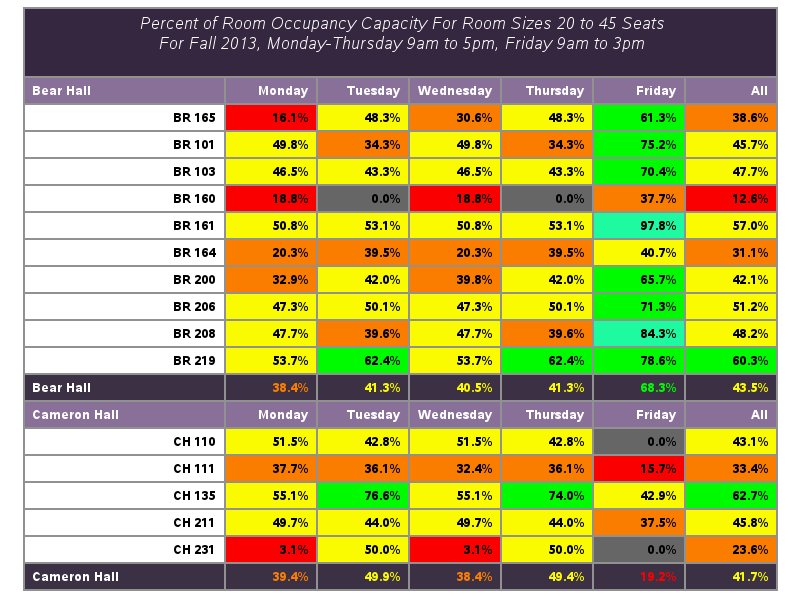 Percent of Room Occupancy Capacity For Room Sizes 20 to 45 Seats
For Fall 2013, Monday-Thursday 9am to 5pm, Friday 9am to 3pm
Bear Hall Monday Tuesday Wednesday Thursday Friday All
BR 165 16.1% 48.3% 30.6% 48.3% 61.3% 38.6%
BR 101 49.8% 34.3% 49.8% 34.3% 75.2% 45.7%
BR 103 46.5% 43.3% 46.5% 43.3% 70.4% 47.7%
BR 160 18.8% 0.0% 18.8% 0.0% 37.7% 12.6%
BR 161 50.8% 53.1% 50.8% 53.1% 97.8% 57.0%
BR 164 20.3% 39.5% 20.3% 39.5% 40.7% 31.1%
BR 200 32.9% 42.0% 39.8% 42.0% 65.7% 42.1%
BR 206 47.3% 50.1% 47.3% 50.1% 71.3% 51.2%
BR 208 47.7% 39.6% 47.7% 39.6% 84.3% 48.2%
BR 219 53.7% 62.4% 53.7% 62.4% 78.6% 60.3%
Bear Hall 38.4% 41.3% 40.5% 41.3% 68.3% 43.5%
Cameron Hall Monday Tuesday Wednesday Thursday Friday All
CH 110 51.5% 42.8% 51.5% 42.8% 0.0% 43.1%
CH 111 37.7% 36.1% 32.4% 36.1% 15.7% 33.4%
CH 135 55.1% 76.6% 55.1% 74.0% 42.9% 62.7%
CH 211 49.7% 44.0% 49.7% 44.0% 37.5% 45.8%
CH 231 3.1% 50.0% 3.1% 50.0% 0.0% 23.6%
Cameron Hall 39.4% 49.9% 38.4% 49.4% 19.2% 41.7%